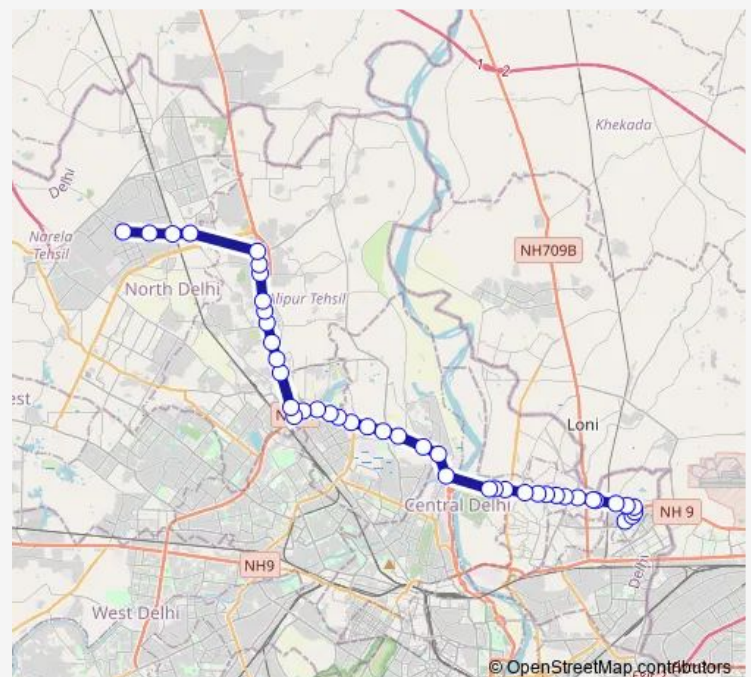 1
2
Khekada
Delhi
Narela
Tehsil
NH709B
North Delhi
Alipur Tehsil
Loni
Central Delhi
NH 9
NH9
Delhi
West Delhi
© OpenStreetMap contributors